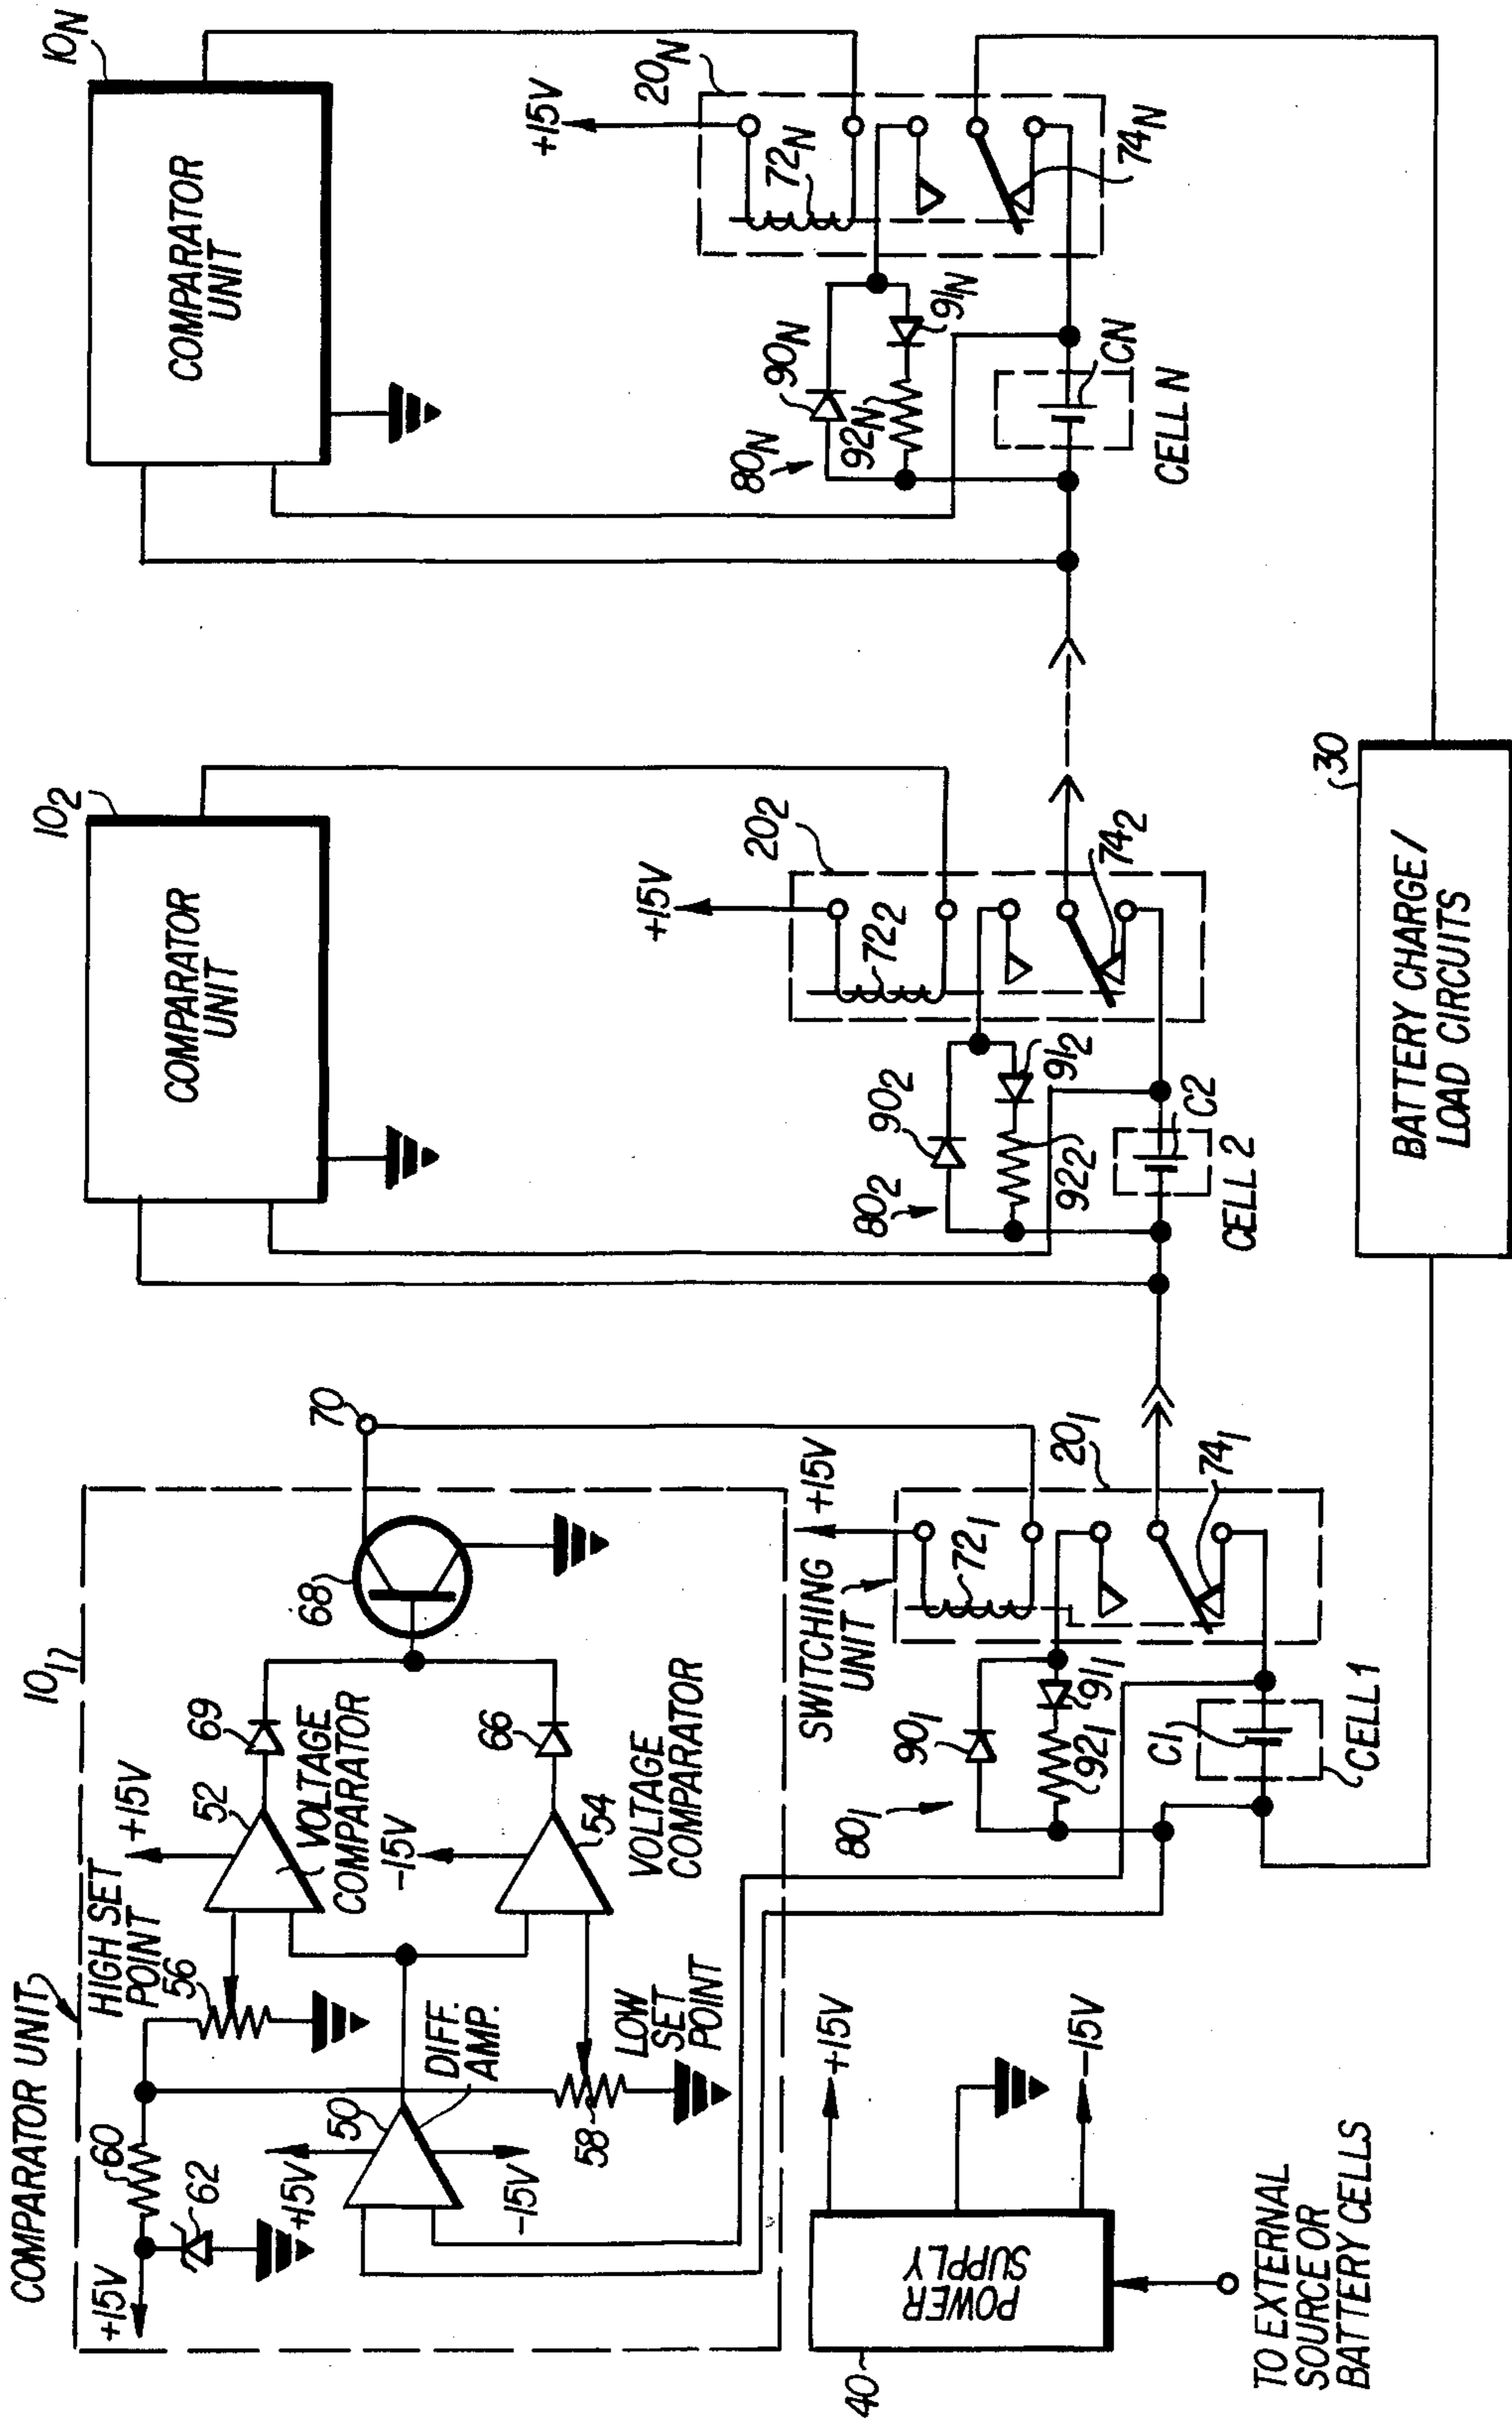 COMPARATOR UNIT
10₁
+15V
60
62
HIGH SET
POINT
56
+15V
52
69
VOLTAGE
COMPARATOR
68
70
+15V
50
-15V
DIFF.
AMP.
58
LOW
SET
POINT
-15V
54
66
VOLTAGE
COMPARATOR
10₂
COMPARATOR
UNIT
10N
COMPARATOR
UNIT
40
POWER
SUPPLY
+15V
-15V
TO EXTERNAL
SOURCE OR
BATTERY CELLS
SWITCHING
UNIT
+15V
72₁
20₁
74₁
80₁
90₁
91₁
92₁
C1
CELL 1
+15V
72₂
20₂
74₂
80₂
90₂
91₂
92₂
C2
CELL 2
+15V
72N
20N
74N
80N
90N
91N
92N
CN
CELL N
30
BATTERY CHARGE/
LOAD CIRCUITS